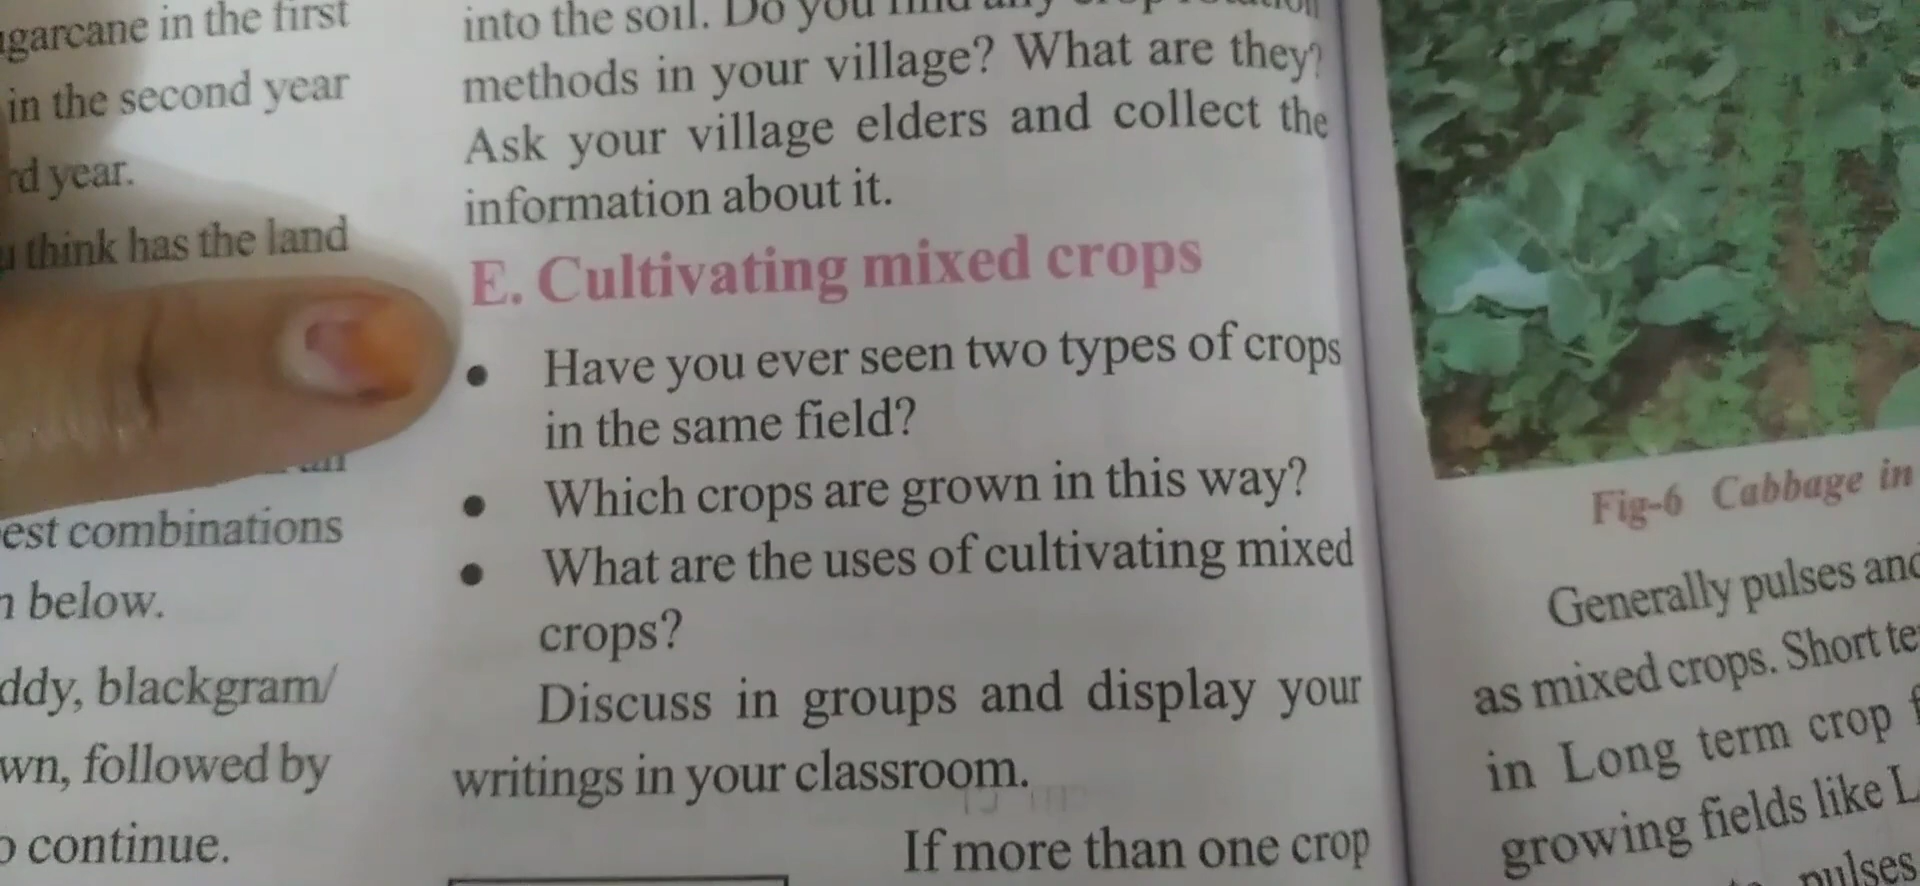 garcane in the first
in the second year
rd year.
think has the land
est combinations
below.
ddy, blackgram/
wn, followed by
continue.
into the soil. Do you any
methods in your village? What are they?
Ask your village elders and collect the
information about it.
E. Cultivating mixed crops
• Have you ever seen two types of crops
in the same field?
• Which crops are grown in this way?
• What are the uses of cultivating mixed
crops?
Discuss in groups and display your
writings in your classroom.
If more than one crop
Fig-6 Cabbage in
Generally pulses and
as mixed crops. Short te
in Long term crop f
growing fields like L
pulses